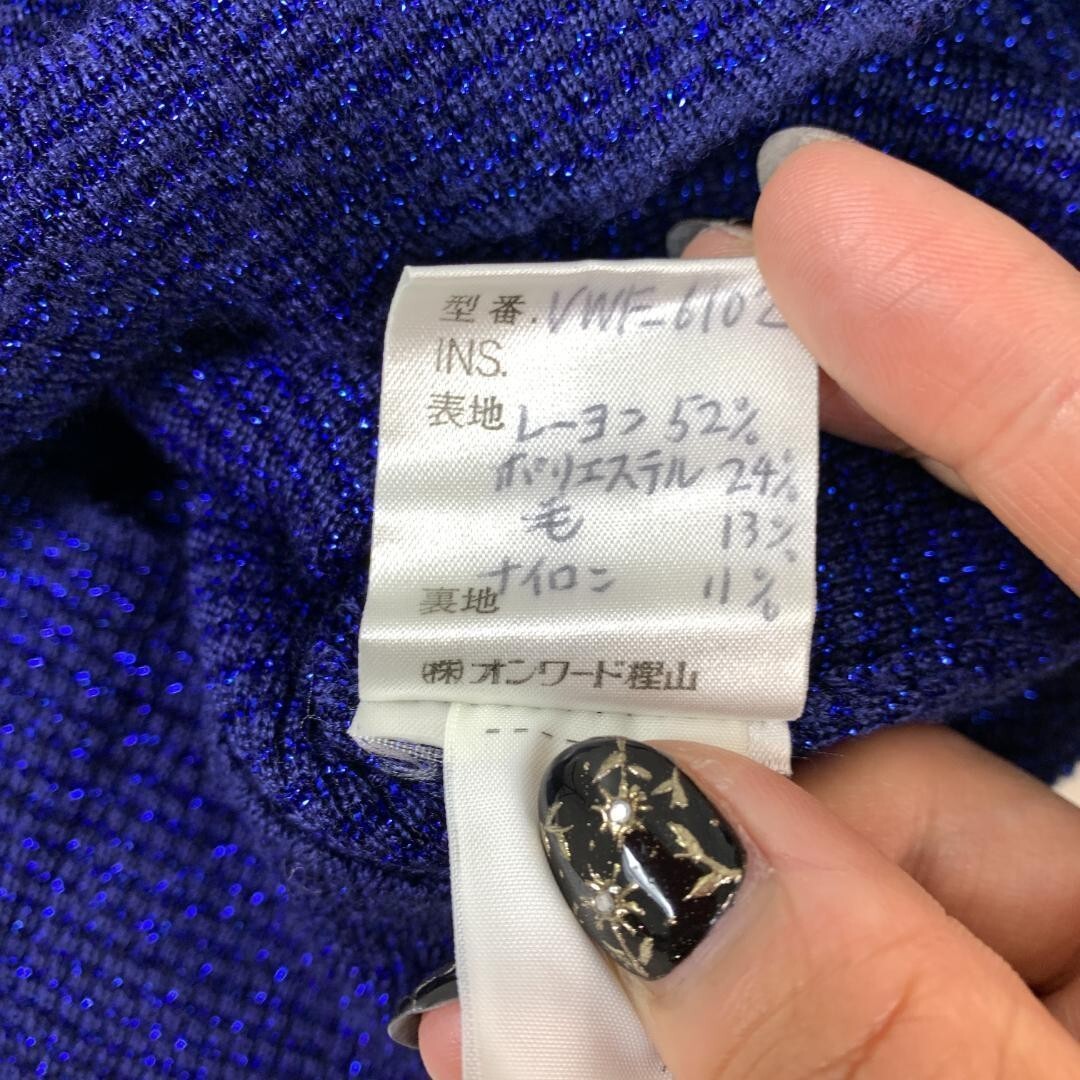 型番. VWF-6102
INS.
表地 レーヨン 52%
ポリエステル 24%
毛 13%
ナイロン 11%
裏地
(株)オンワード樫山